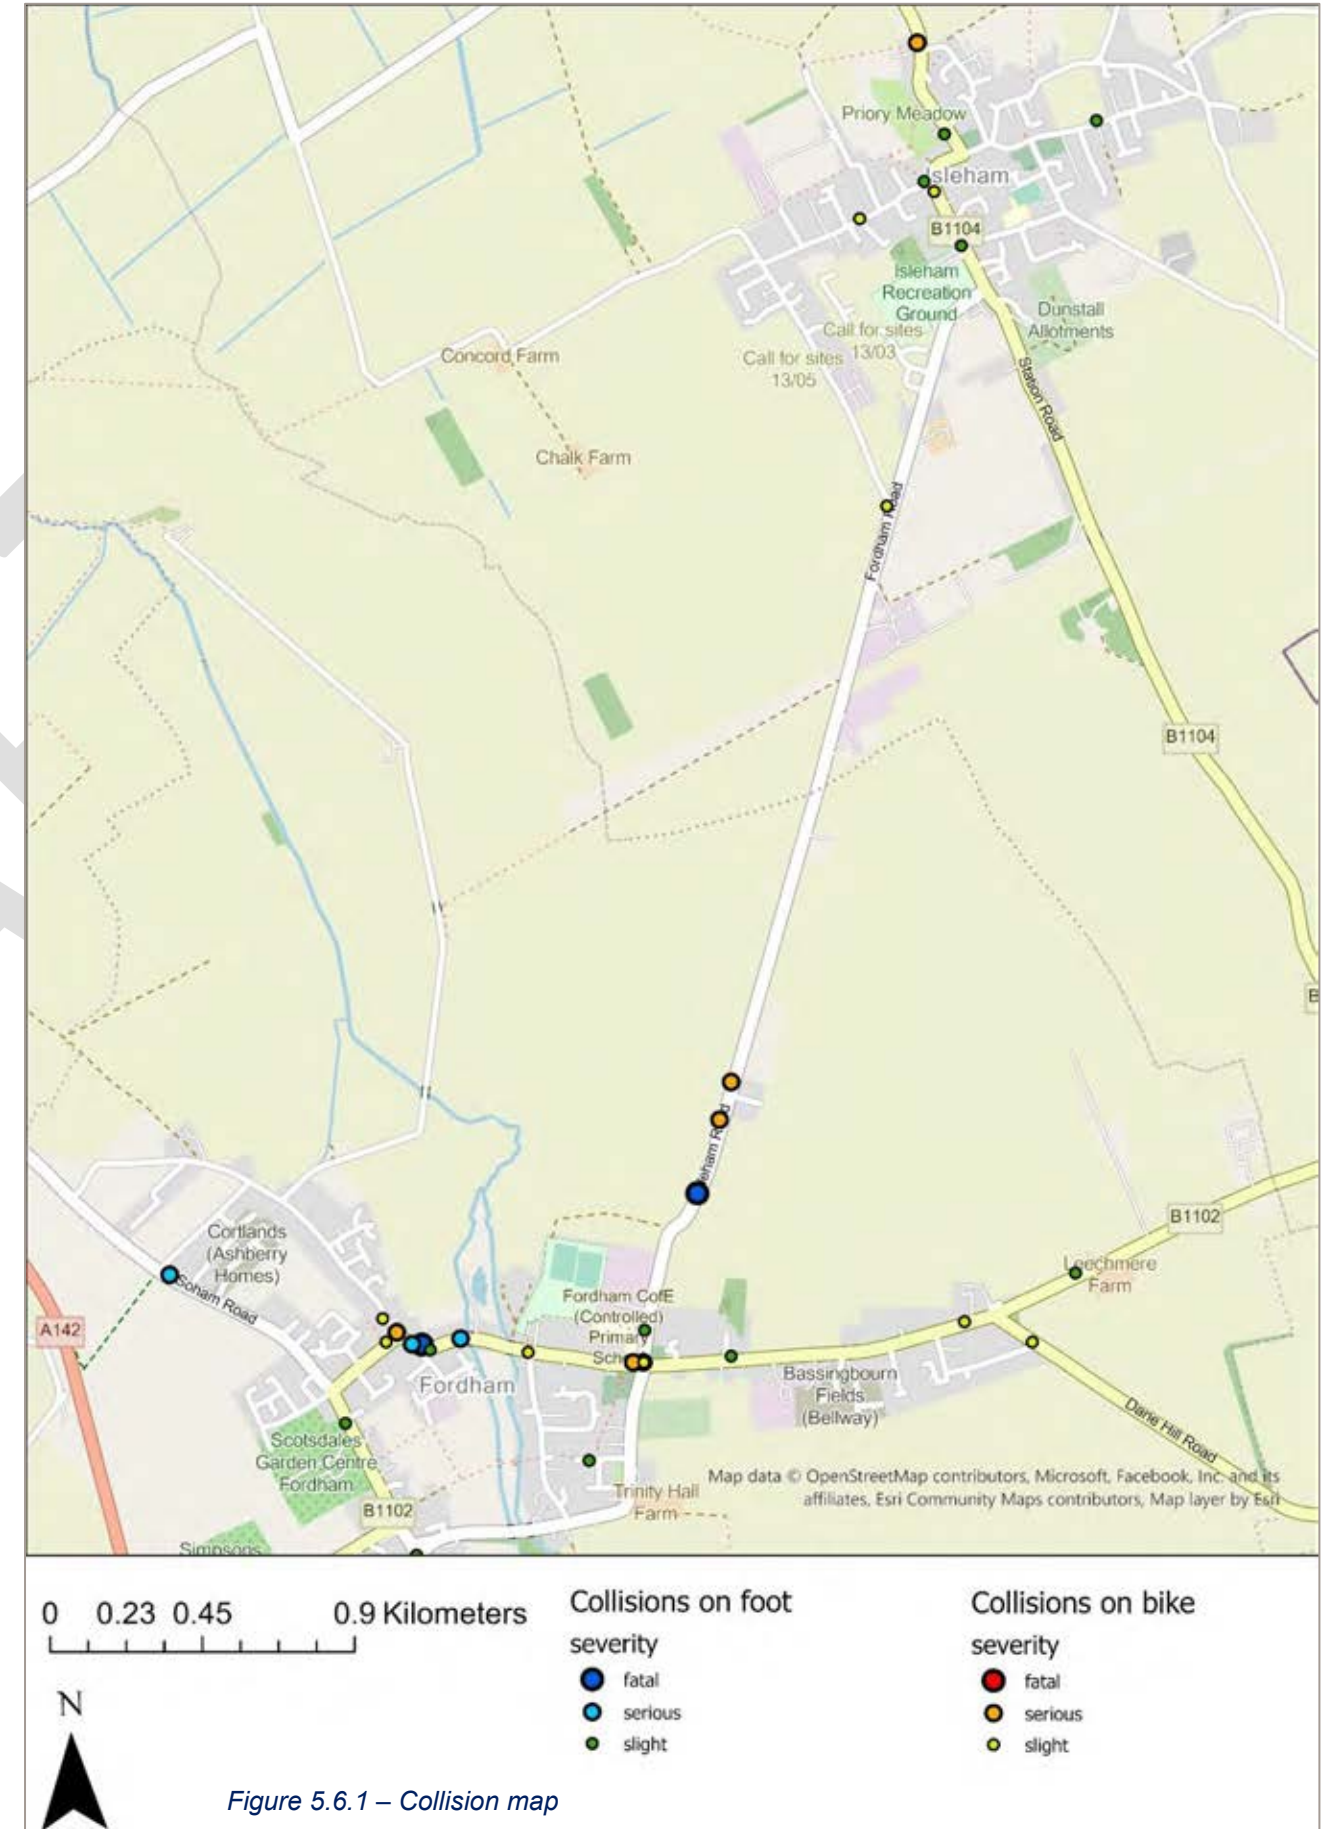 Priory Meadow
Isleham
B1104
Isleham
Recreation
Ground
Dunstall
Allotments
Call for sites
13/03
Call for sites
13/05
Concord Farm
Station Road
Chalk Farm
Fordham Road
B1104
B
B1102
Cortlands
(Ashberry
Homes)
Leechmere
Farm
Soham Road
A142
Fordham CofE
(Controlled)
Primary
Fordham
Bassingbourn
Fields
(Bellway)
Scotsdales
Garden Centre
Fordham
B1102
Trinity Hall
Farm
Simpsons
Map data © OpenStreetMap contributors, Microsoft, Facebook, Inc. and its
affiliates, Esri Community Maps contributors, Map layer by Esri
0 0.23 0.45 0.9 Kilometers
Collisions on foot
severity
fatal
serious
slight
Collisions on bike
severity
fatal
serious
slight
N
Figure 5.6.1 – Collision map